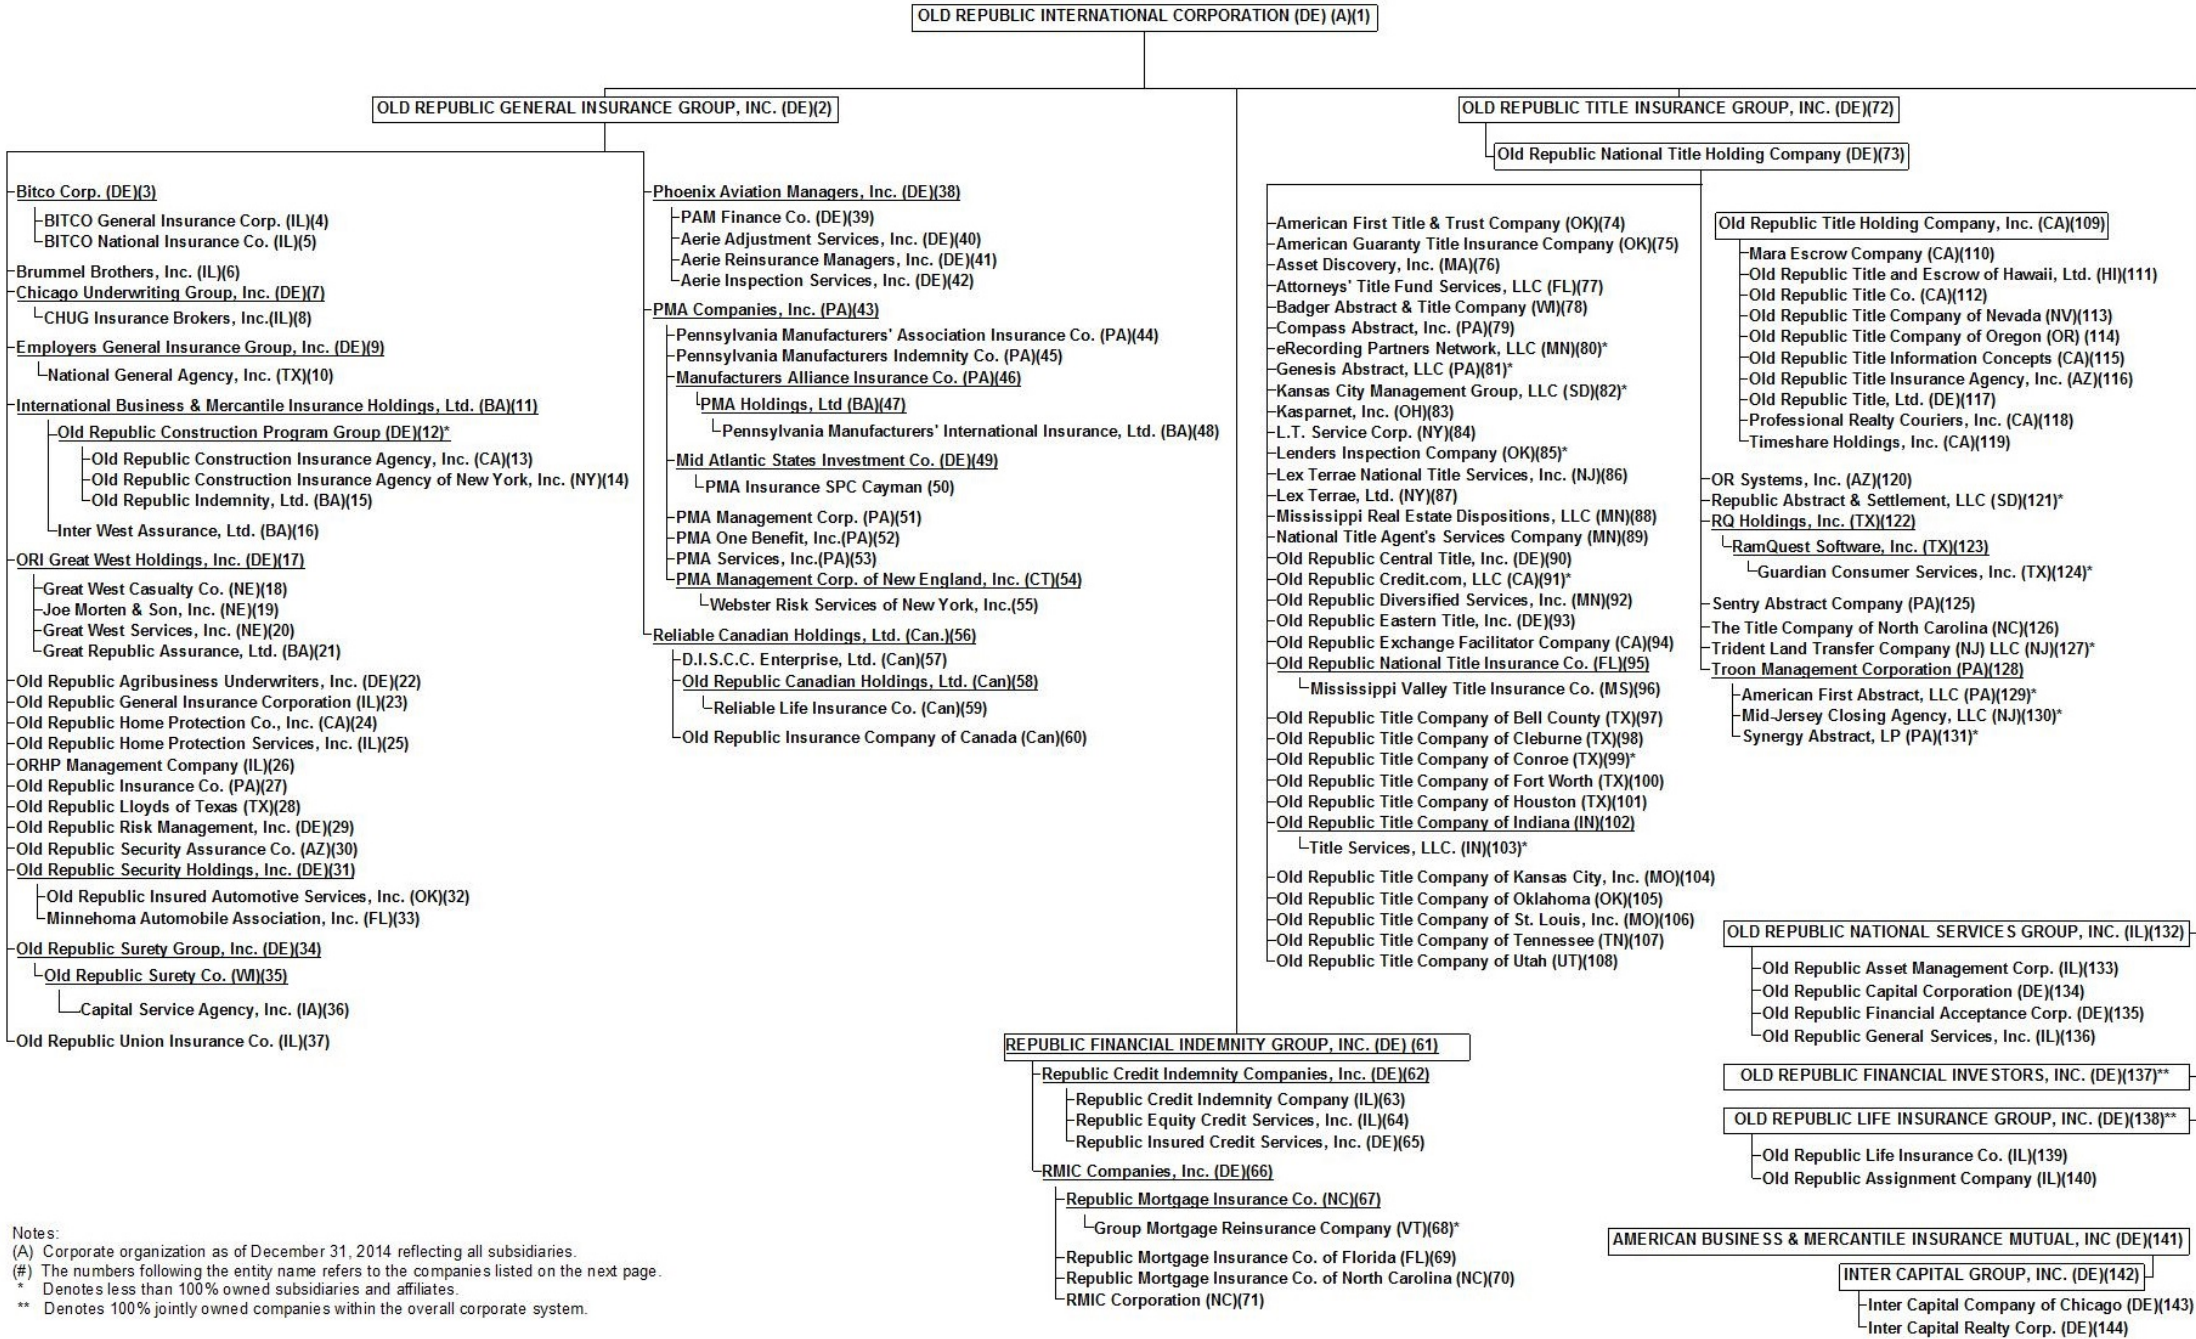 OLD REPUBLIC INTERNATIONAL CORPORATION (DE) (A)(1)
OLD REPUBLIC GENERAL INSURANCE GROUP, INC. (DE)(2)
Bitco Corp. (DE)(3)
BITCO General Insurance Corp. (IL)(4)
BITCO National Insurance Co. (IL)(5)
Brummel Brothers, Inc. (IL)(6)
Chicago Underwriting Group, Inc. (DE)(7)
CHUG Insurance Brokers, Inc.(IL)(8)
Employers General Insurance Group, Inc. (DE)(9)
National General Agency, Inc. (TX)(10)
International Business & Mercantile Insurance Holdings, Ltd. (BA)(11)
Old Republic Construction Program Group (DE)(12)*
Old Republic Construction Insurance Agency, Inc. (CA)(13)
Old Republic Construction Insurance Agency of New York, Inc. (NY)(14)
Old Republic Indemnity, Ltd. (BA)(15)
Inter West Assurance, Ltd. (BA)(16)
ORI Great West Holdings, Inc. (DE)(17)
Great West Casualty Co. (NE)(18)
Joe Morten & Son, Inc. (NE)(19)
Great West Services, Inc. (NE)(20)
Great Republic Assurance, Ltd. (BA)(21)
Old Republic Agribusiness Underwriters, Inc. (DE)(22)
Old Republic General Insurance Corporation (IL)(23)
Old Republic Home Protection Co., Inc. (CA)(24)
Old Republic Home Protection Services, Inc. (IL)(25)
ORHP Management Company (IL)(26)
Old Republic Insurance Co. (PA)(27)
Old Republic Lloyds of Texas (TX)(28)
Old Republic Risk Management, Inc. (DE)(29)
Old Republic Security Assurance Co. (AZ)(30)
Old Republic Security Holdings, Inc. (DE)(31)
Old Republic Insured Automotive Services, Inc. (OK)(32)
Minnehoma Automobile Association, Inc. (FL)(33)
Old Republic Surety Group, Inc. (DE)(34)
Old Republic Surety Co. (WI)(35)
Capital Service Agency, Inc. (IA)(36)
Old Republic Union Insurance Co. (IL)(37)
Phoenix Aviation Managers, Inc. (DE)(38)
PAM Finance Co. (DE)(39)
Aerie Adjustment Services, Inc. (DE)(40)
Aerie Reinsurance Managers, Inc. (DE)(41)
Aerie Inspection Services, Inc. (DE)(42)
PMA Companies, Inc. (PA)(43)
Pennsylvania Manufacturers' Association Insurance Co. (PA)(44)
Pennsylvania Manufacturers Indemnity Co. (PA)(45)
Manufacturers Alliance Insurance Co. (PA)(46)
PMA Holdings, Ltd (BA)(47)
Pennsylvania Manufacturers' International Insurance, Ltd. (BA)(48)
Mid Atlantic States Investment Co. (DE)(49)
PMA Insurance SPC Cayman (50)
PMA Management Corp. (PA)(51)
PMA One Benefit, Inc.(PA)(52)
PMA Services, Inc.(PA)(53)
PMA Management Corp. of New England, Inc. (CT)(54)
Webster Risk Services of New York, Inc.(55)
Reliable Canadian Holdings, Ltd. (Can.)(56)
D.I.S.C.C. Enterprise, Ltd. (Can)(57)
Old Republic Canadian Holdings, Ltd. (Can)(58)
Reliable Life Insurance Co. (Can)(59)
Old Republic Insurance Company of Canada (Can)(60)
REPUBLIC FINANCIAL INDEMNITY GROUP, INC. (DE) (61)
Republic Credit Indemnity Companies, Inc. (DE)(62)
Republic Credit Indemnity Company (IL)(63)
Republic Equity Credit Services, Inc. (IL)(64)
Republic Insured Credit Services, Inc. (DE)(65)
RMIC Companies, Inc. (DE)(66)
Republic Mortgage Insurance Co. (NC)(67)
Group Mortgage Reinsurance Company (VT)(68)*
Republic Mortgage Insurance Co. of Florida (FL)(69)
Republic Mortgage Insurance Co. of North Carolina (NC)(70)
RMIC Corporation (NC)(71)
OLD REPUBLIC TITLE INSURANCE GROUP, INC. (DE)(72)
Old Republic National Title Holding Company (DE)(73)
American First Title & Trust Company (OK)(74)
American Guaranty Title Insurance Company (OK)(75)
Asset Discovery, Inc. (MA)(76)
Attorneys' Title Fund Services, LLC (FL)(77)
Badger Abstract & Title Company (WI)(78)
Compass Abstract, Inc. (PA)(79)
eRecording Partners Network, LLC (MN)(80)*
Genesis Abstract, LLC (PA)(81)*
Kansas City Management Group, LLC (SD)(82)*
Kasparnet, Inc. (OH)(83)
L.T. Service Corp. (NY)(84)
Lenders Inspection Company (OK)(85)*
Lex Terrae National Title Services, Inc. (NJ)(86)
Lex Terrae, Ltd. (NY)(87)
Mississippi Real Estate Dispositions, LLC (MN)(88)
National Title Agent's Services Company (MN)(89)
Old Republic Central Title, Inc. (DE)(90)
Old Republic Credit.com, LLC (CA)(91)*
Old Republic Diversified Services, Inc. (MN)(92)
Old Republic Eastern Title, Inc. (DE)(93)
Old Republic Exchange Facilitator Company (CA)(94)
Old Republic National Title Insurance Co. (FL)(95)
Mississippi Valley Title Insurance Co. (MS)(96)
Old Republic Title Company of Bell County (TX)(97)
Old Republic Title Company of Cleburne (TX)(98)
Old Republic Title Company of Conroe (TX)(99)*
Old Republic Title Company of Fort Worth (TX)(100)
Old Republic Title Company of Houston (TX)(101)
Old Republic Title Company of Indiana (IN)(102)
Title Services, LLC. (IN)(103)*
Old Republic Title Company of Kansas City, Inc. (MO)(104)
Old Republic Title Company of Oklahoma (OK)(105)
Old Republic Title Company of St. Louis, Inc. (MO)(106)
Old Republic Title Company of Tennessee (TN)(107)
Old Republic Title Company of Utah (UT)(108)
Old Republic Title Holding Company, Inc. (CA)(109)
Mara Escrow Company (CA)(110)
Old Republic Title and Escrow of Hawaii, Ltd. (HI)(111)
Old Republic Title Co. (CA)(112)
Old Republic Title Company of Nevada (NV)(113)
Old Republic Title Company of Oregon (OR) (114)
Old Republic Title Information Concepts (CA)(115)
Old Republic Title Insurance Agency, Inc. (AZ)(116)
Old Republic Title, Ltd. (DE)(117)
Professional Realty Couriers, Inc. (CA)(118)
Timeshare Holdings, Inc. (CA)(119)
OR Systems, Inc. (AZ)(120)
Republic Abstract & Settlement, LLC (SD)(121)*
RQ Holdings, Inc. (TX)(122)
RamQuest Software, Inc. (TX)(123)
Guardian Consumer Services, Inc. (TX)(124)*
Sentry Abstract Company (PA)(125)
The Title Company of North Carolina (NC)(126)
Trident Land Transfer Company (NJ) LLC (NJ)(127)*
Troon Management Corporation (PA)(128)
American First Abstract, LLC (PA)(129)*
Mid-Jersey Closing Agency, LLC (NJ)(130)*
Synergy Abstract, LP (PA)(131)*
OLD REPUBLIC NATIONAL SERVICES GROUP, INC. (IL)(132)
Old Republic Asset Management Corp. (IL)(133)
Old Republic Capital Corporation (DE)(134)
Old Republic Financial Acceptance Corp. (DE)(135)
Old Republic General Services, Inc. (IL)(136)
OLD REPUBLIC FINANCIAL INVESTORS, INC. (DE)(137)**
OLD REPUBLIC LIFE INSURANCE GROUP, INC. (DE)(138)**
Old Republic Life Insurance Co. (IL)(139)
Old Republic Assignment Company (IL)(140)
AMERICAN BUSINESS & MERCANTILE INSURANCE MUTUAL, INC (DE)(141)
INTER CAPITAL GROUP, INC. (DE)(142)
Inter Capital Company of Chicago (DE)(143)
Inter Capital Realty Corp. (DE)(144)
Notes:
(A) Corporate organization as of December 31, 2014 reflecting all subsidiaries.
(#) The numbers following the entity name refers to the companies listed on the next page.
* Denotes less than 100% owned subsidiaries and affiliates.
** Denotes 100% jointly owned companies within the overall corporate system.